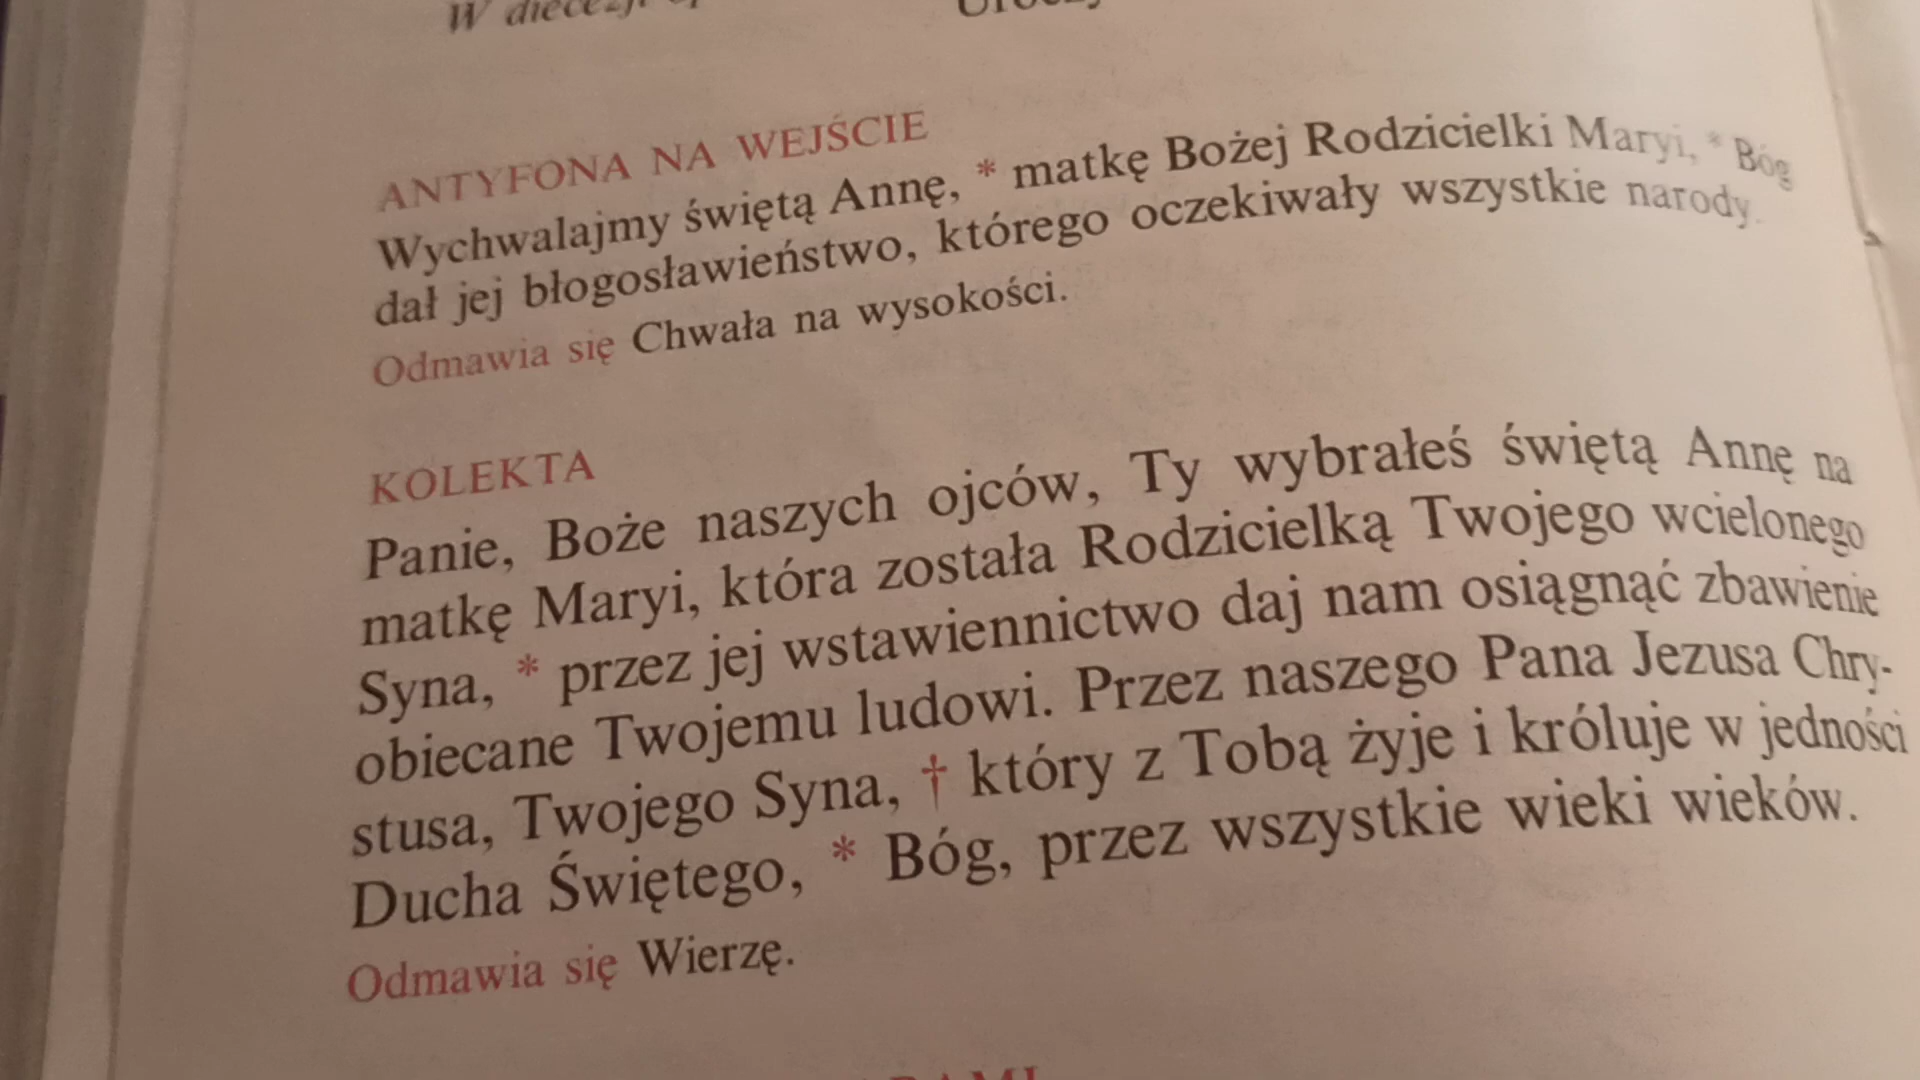 W diecezji
ANTYFONA NA WEJŚCIE
Wychwalajmy świętą Annę, * matkę Bożej Rodzicielki Maryi, * Bóg
dał jej błogosławieństwo, którego oczekiwały wszystkie narody.
Odmawia się Chwała na wysokości.
KOLEKTA
Panie, Boże naszych ojców, Ty wybrałeś świętą Annę na
matkę Maryi, która została Rodzicielką Twojego wcielonego
Syna, * przez jej wstawiennictwo daj nam osiągnąć zbawienie
obiecane Twojemu ludowi. Przez naszego Pana Jezusa Chry-
stusa, Twojego Syna, † który z Tobą żyje i króluje w jedności
Ducha Świętego, * Bóg, przez wszystkie wieki wieków.
Odmawia się Wierzę.